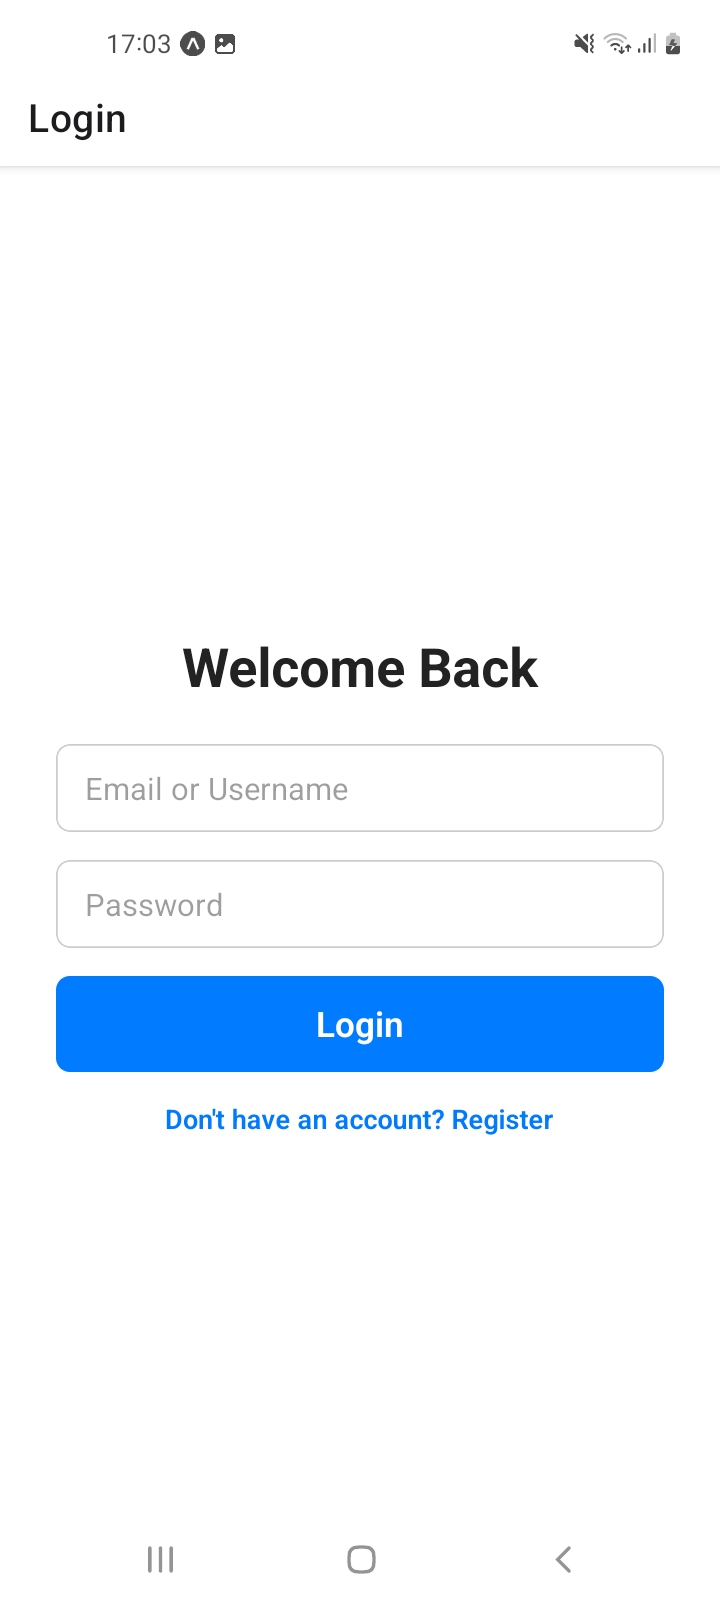 17:03
Login
Welcome Back
Email or Username
Password
Login
Don't have an account? Register